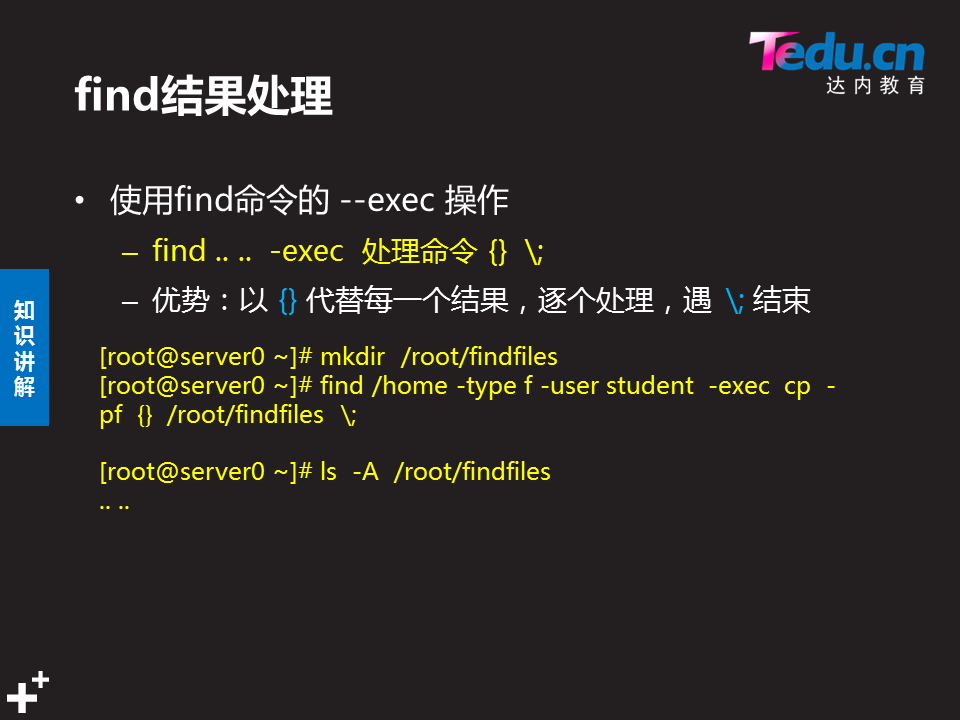 Tedu.cn
达内教育
find结果处理
• 使用find命令的 --exec 操作
– find .. .. -exec 处理命令 {} \;
– 优势：以 {} 代替每一个结果，逐个处理，遇 \; 结束
知识讲解
[root@server0 ~]# mkdir /root/findfiles
[root@server0 ~]# find /home -type f -user student -exec cp -
pf {} /root/findfiles \;
[root@server0 ~]# ls -A /root/findfiles
.. ..